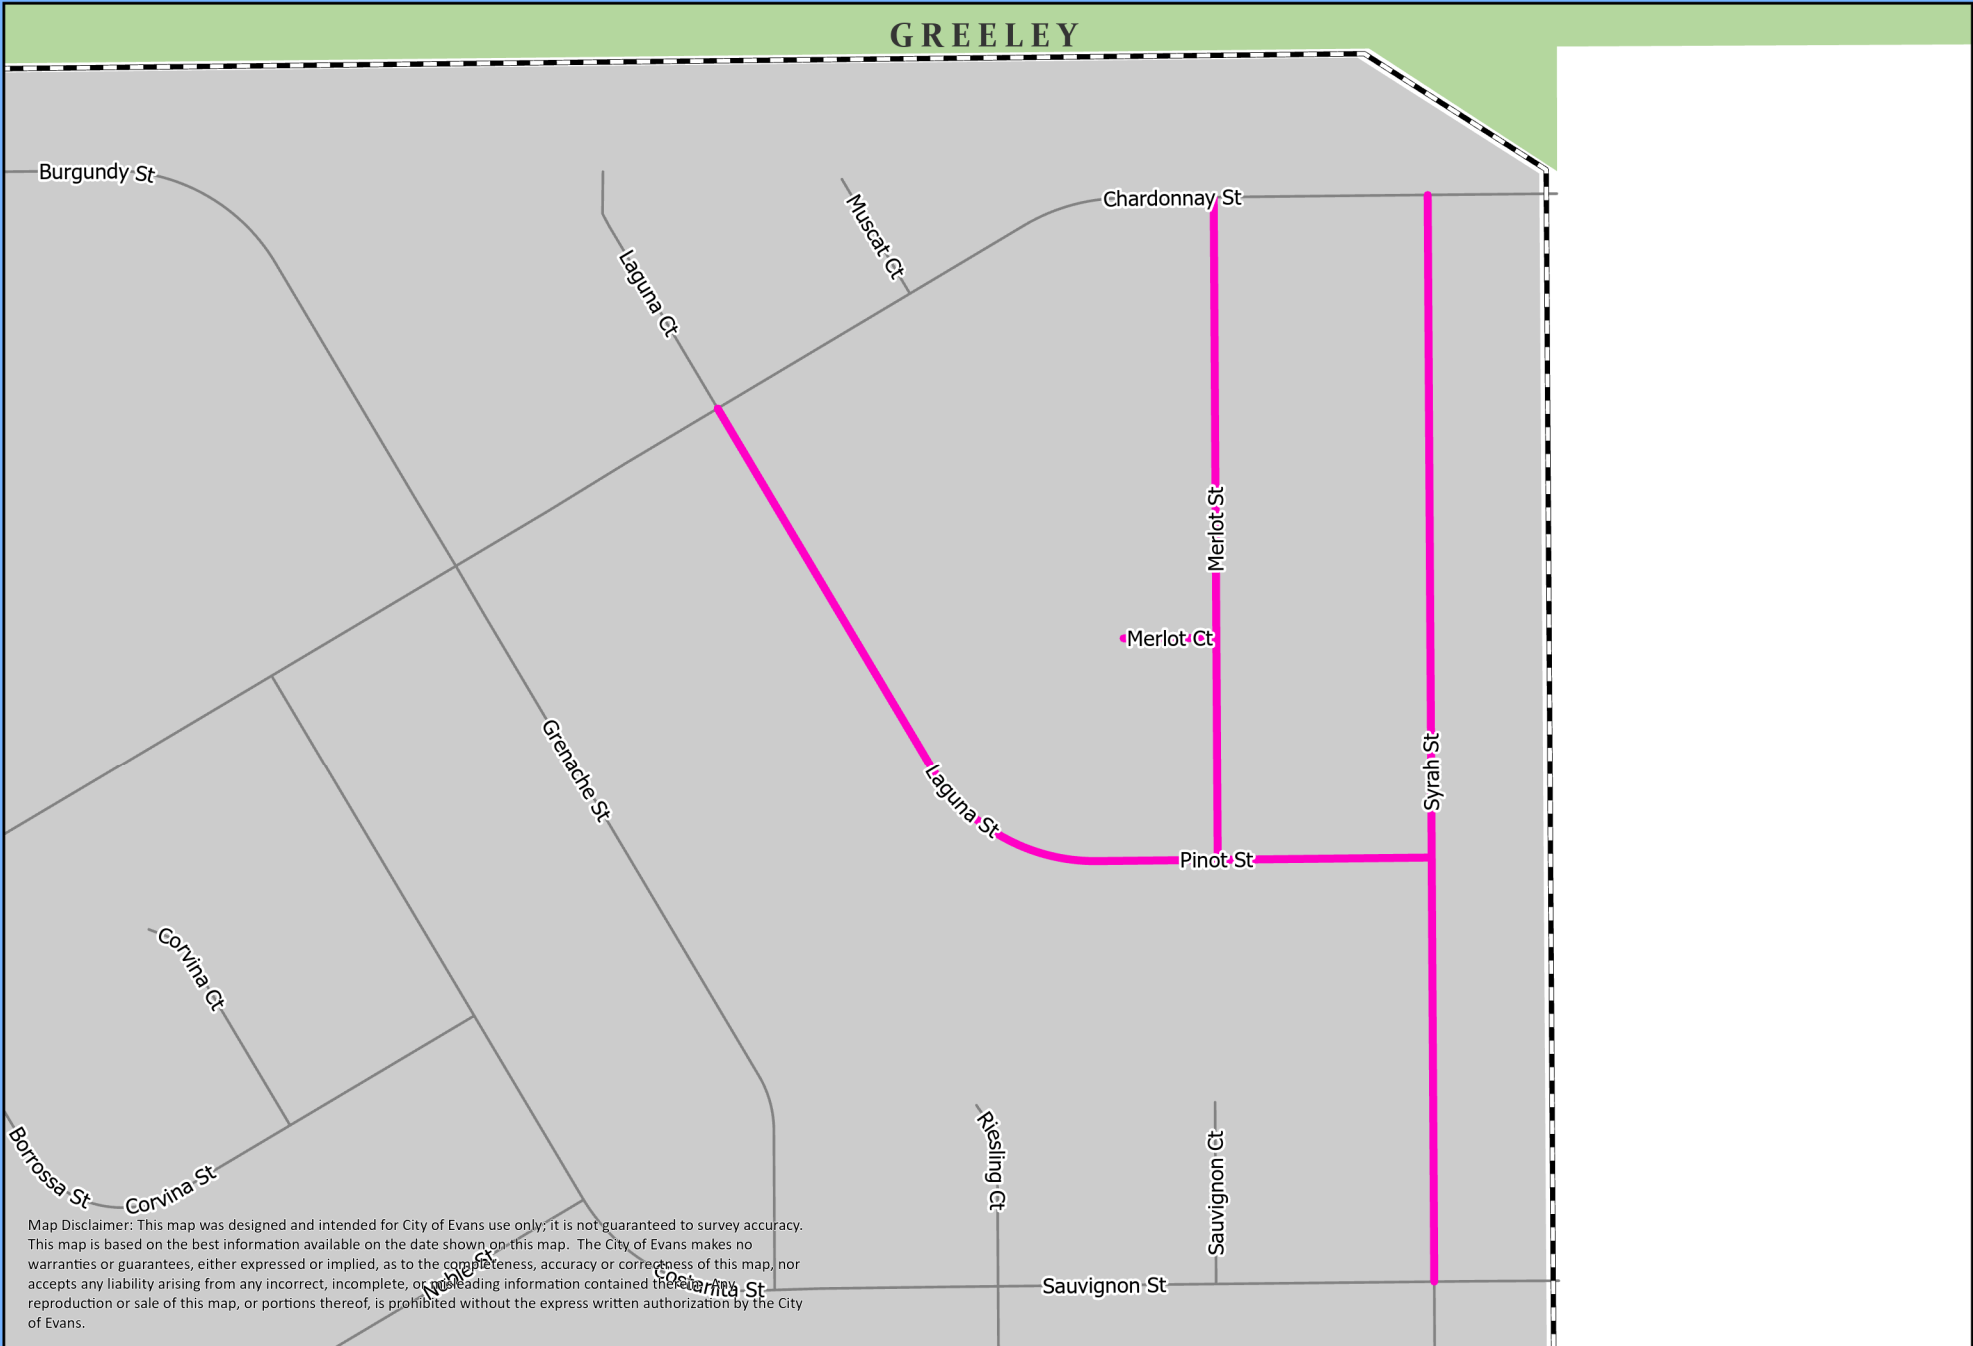 GREELEY
Burgundy St
Chardonnay St
Muscat Ct
Laguna Ct
Merlot St
Merlot Ct
Grenache St
Syrah St
Laguna St
Pinot St
Corvina Ct
Borrossa St
Corvina St
Riesling Ct
Sauvignon Ct
Map Disclaimer: This map was designed and intended for City of Evans use only; it is not guaranteed to survey accuracy.
This map is based on the best information available on the date shown on this map.  The City of Evans makes no
warranties or guarantees, either expressed or implied, as to the completeness, accuracy or correctness of this map, nor
accepts any liability arising from any incorrect, incomplete, or misleading information contained therein. Any
reproduction or sale of this map, or portions thereof, is prohibited without the express written authorization by the City
of Evans.
Noble St
St
Sauvignon St